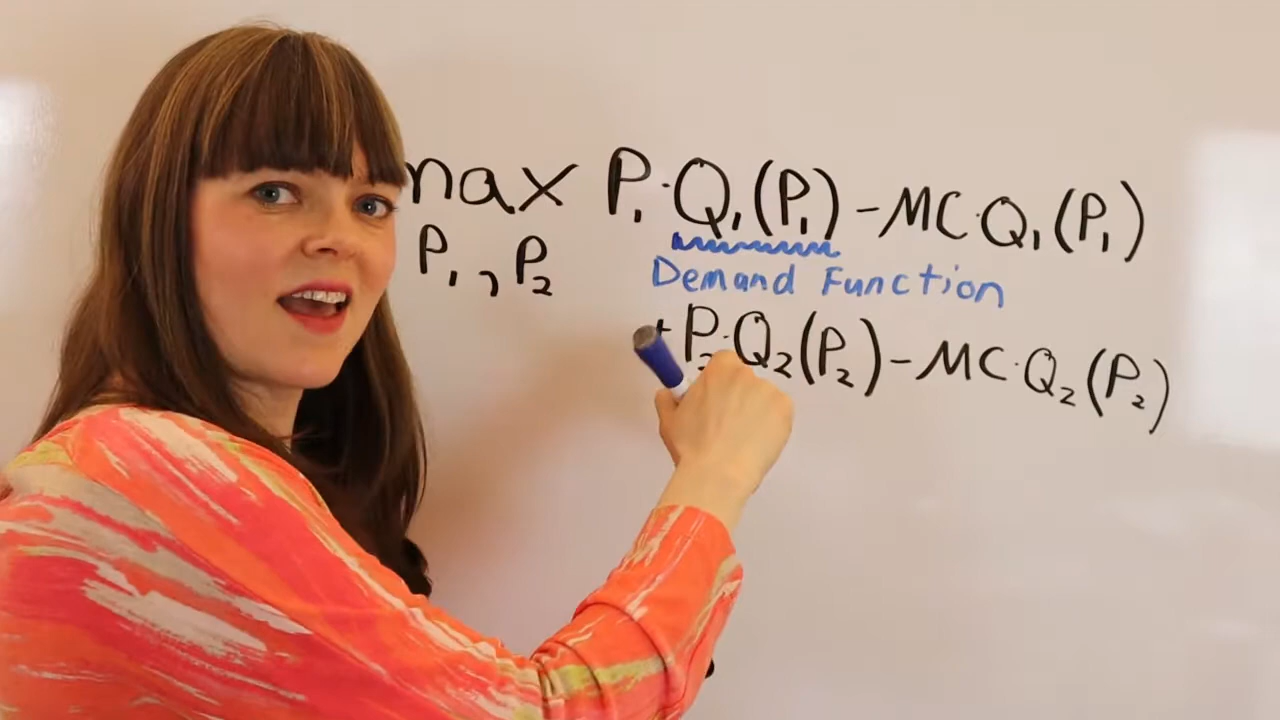 max P₁·Q₁(P₁) - MC·Q₁(P₁)
P₁, P₂
Demand Function
+ P₂·Q₂(P₂) - MC·Q₂(P₂)